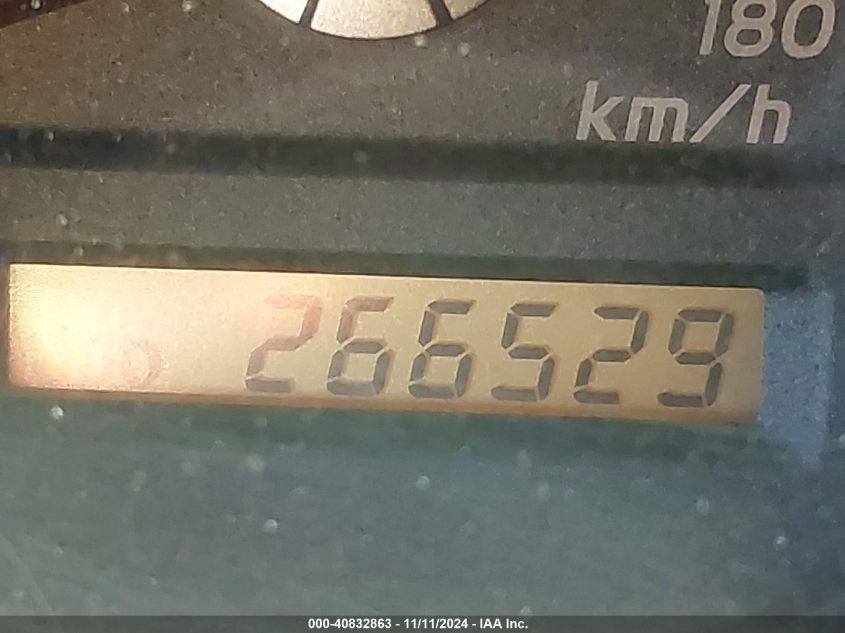 180
km/h
266529
000-40832863 - 11/11/2024 - IAA Inc.